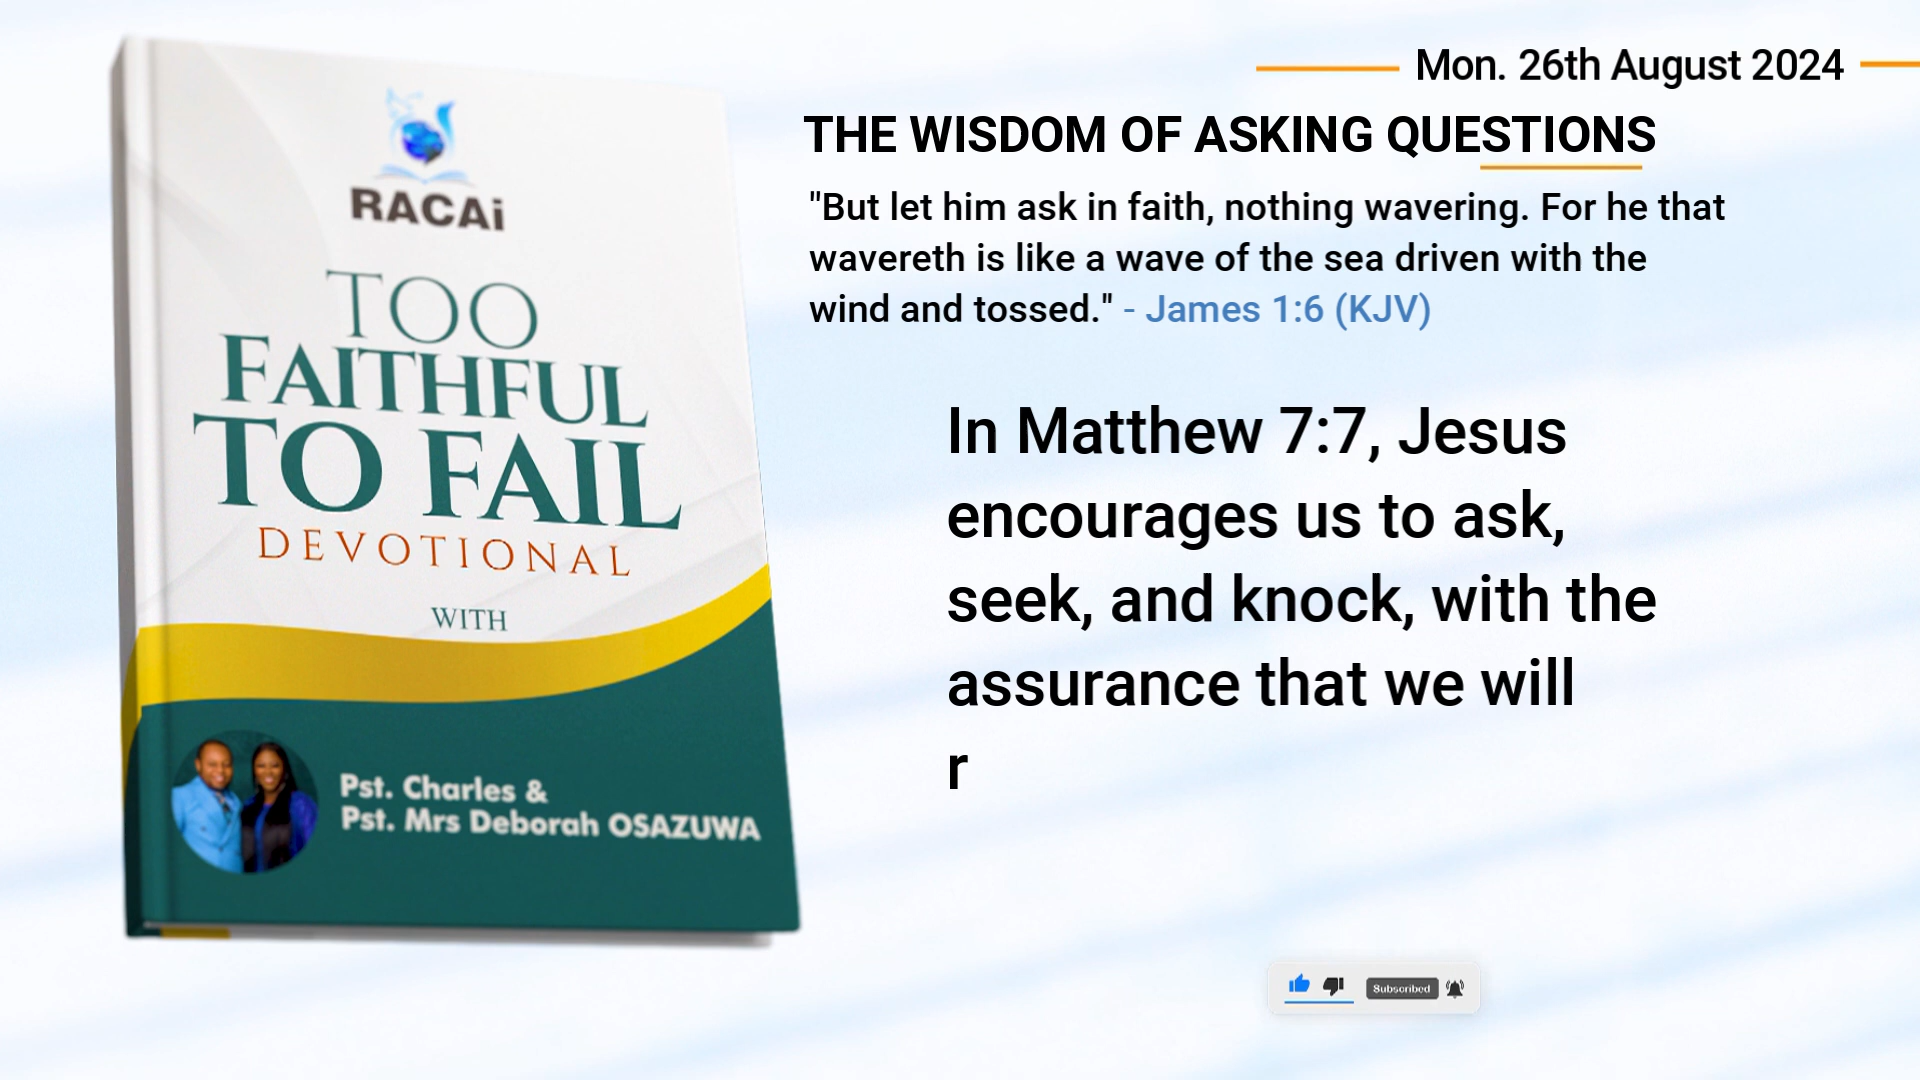 RACAi
TOO
FAITHFUL
TO FAIL
DEVOTIONAL
WITH
Pst. Charles &
Pst. Mrs Deborah OSAZUWA
Mon. 26th August 2024
THE WISDOM OF ASKING QUESTIONS
"But let him ask in faith, nothing wavering. For he that
wavereth is like a wave of the sea driven with the
wind and tossed." - James 1:6 (KJV)
In Matthew 7:7, Jesus
encourages us to ask,
seek, and knock, with the
assurance that we will
r
Subscribed